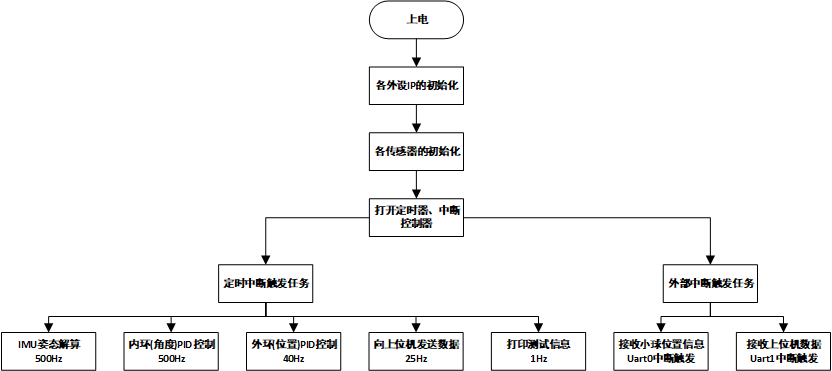 上电
各外设IP的初始化
各传感器的初始化
打开定时器、中断
控制器
定时中断触发任务
外部中断触发任务
IMU姿态解算
500Hz
内环(角度)PID控制
500Hz
外环(位置)PID控制
40Hz
向上位机发送数据
25Hz
打印测试信息
1Hz
接收小球位置信息
Uart0中断触发
接收上位机数据
Uart1中断触发